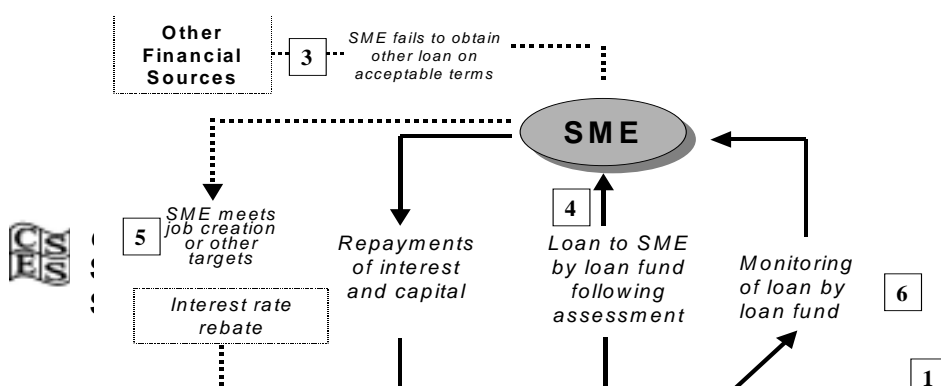 Other
Financial
Sources
3
SME fails to obtain
other loan on
acceptable terms
SME
4
CS
ES
5
SME meets
job creation
or other
targets
Repayments
of interest
and capital
Loan to SME
by loan fund
following
assessment
Monitoring
of loan by
loan fund
6
Interest rate
rebate
1